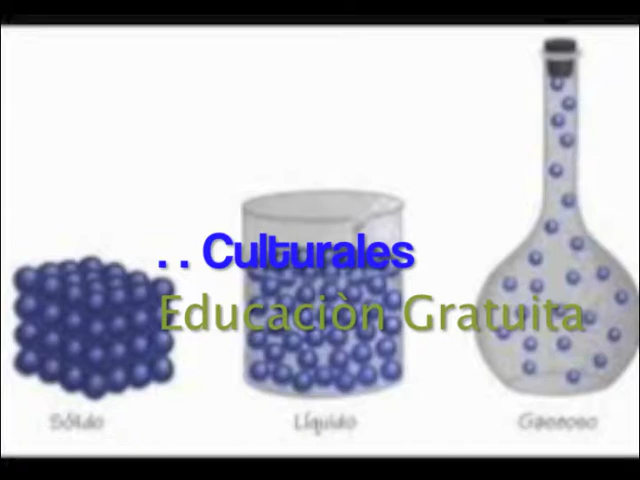 . . Culturales
Educaciòn Gratuita
Sólido
Líquido
Gaseoso